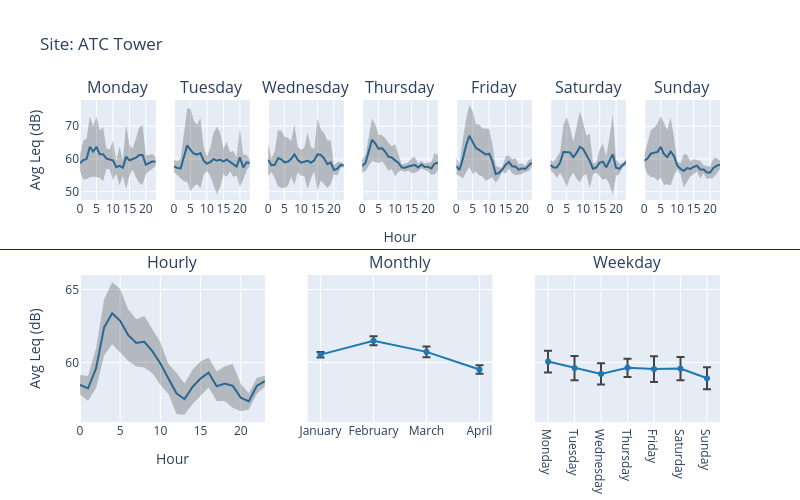 Site: ATC Tower
Monday Tuesday Wednesday Thursday Friday Saturday Sunday
Avg Leq (dB)
70
60
50
0 5 10 15 20 0 5 10 15 20 0 5 10 15 20 0 5 10 15 20 0 5 10 15 20 0 5 10 15 20 0 5 10 15 20
Hour
Hourly Monthly Weekday
Avg Leq (dB)
65
60
0 5 10 15 20
Hour
January February March April
Monday Tuesday Wednesday Thursday Friday Saturday Sunday